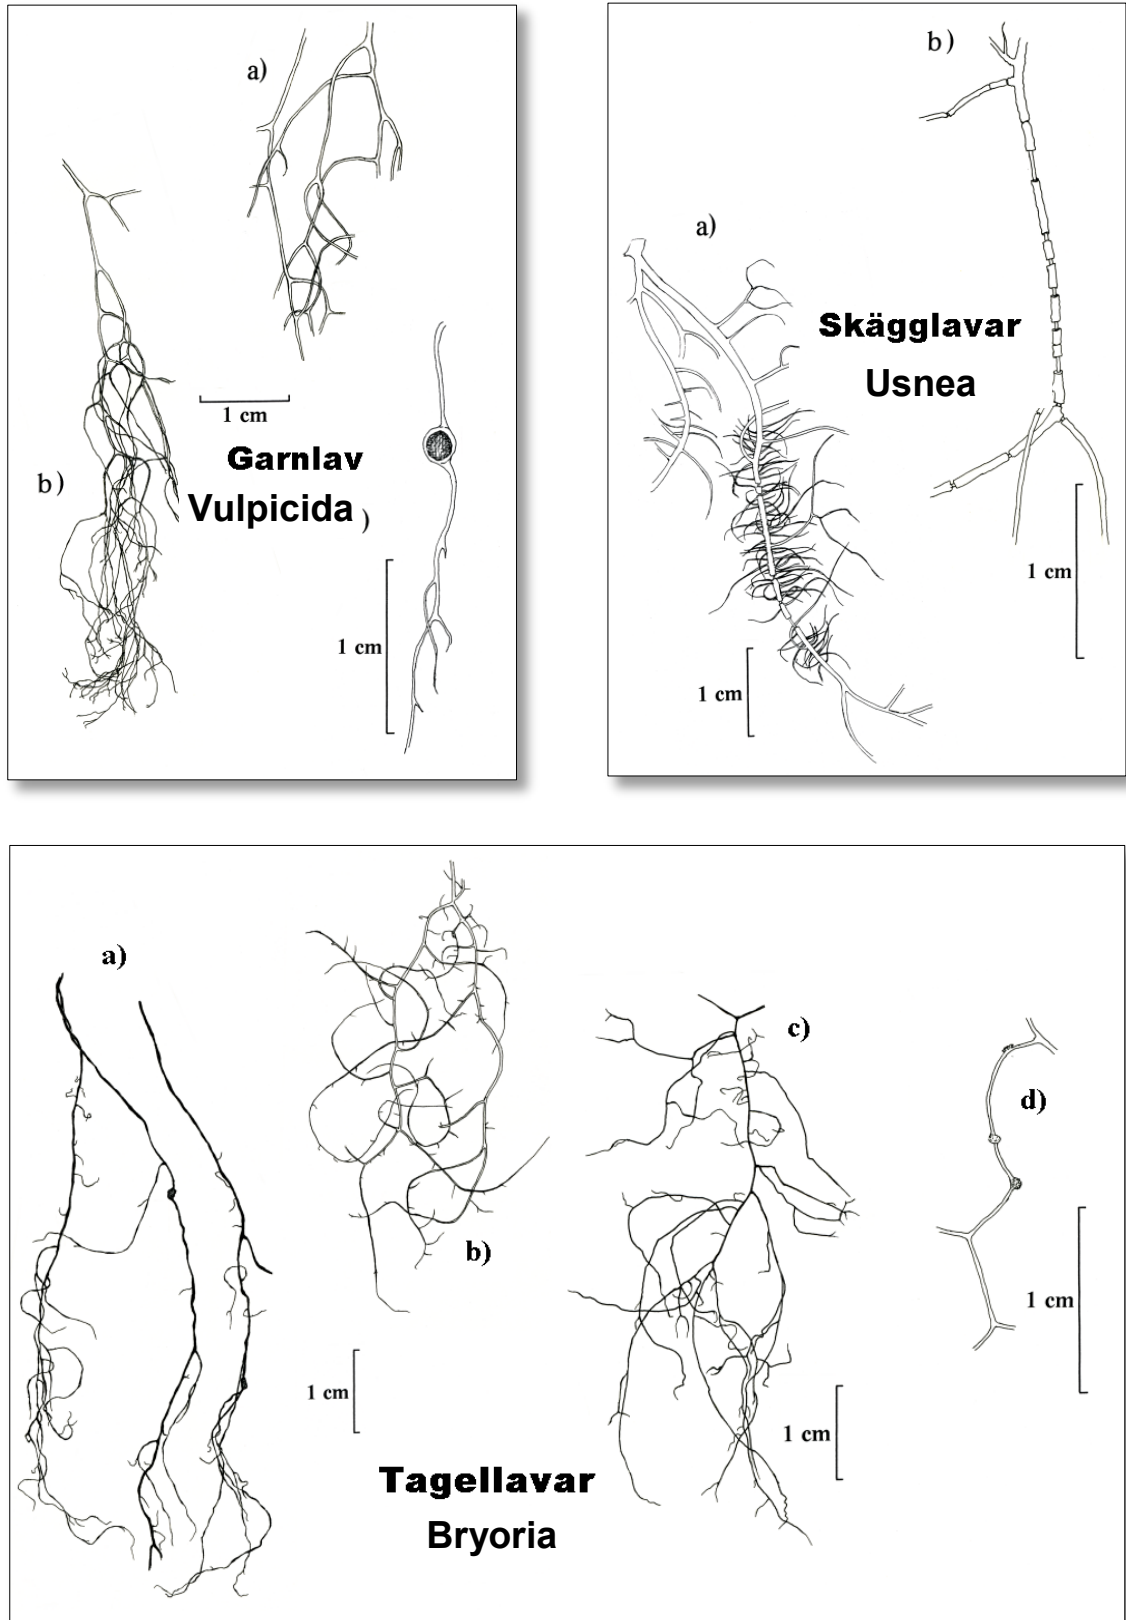 a)
1 cm
Garnlav
b)
Vulpicida )
1 cm
b)
a)
Skägglavar
Usnea
1 cm
1 cm
a)
c)
d)
b)
1 cm
1 cm
1 cm
Tagellavar
Bryoria